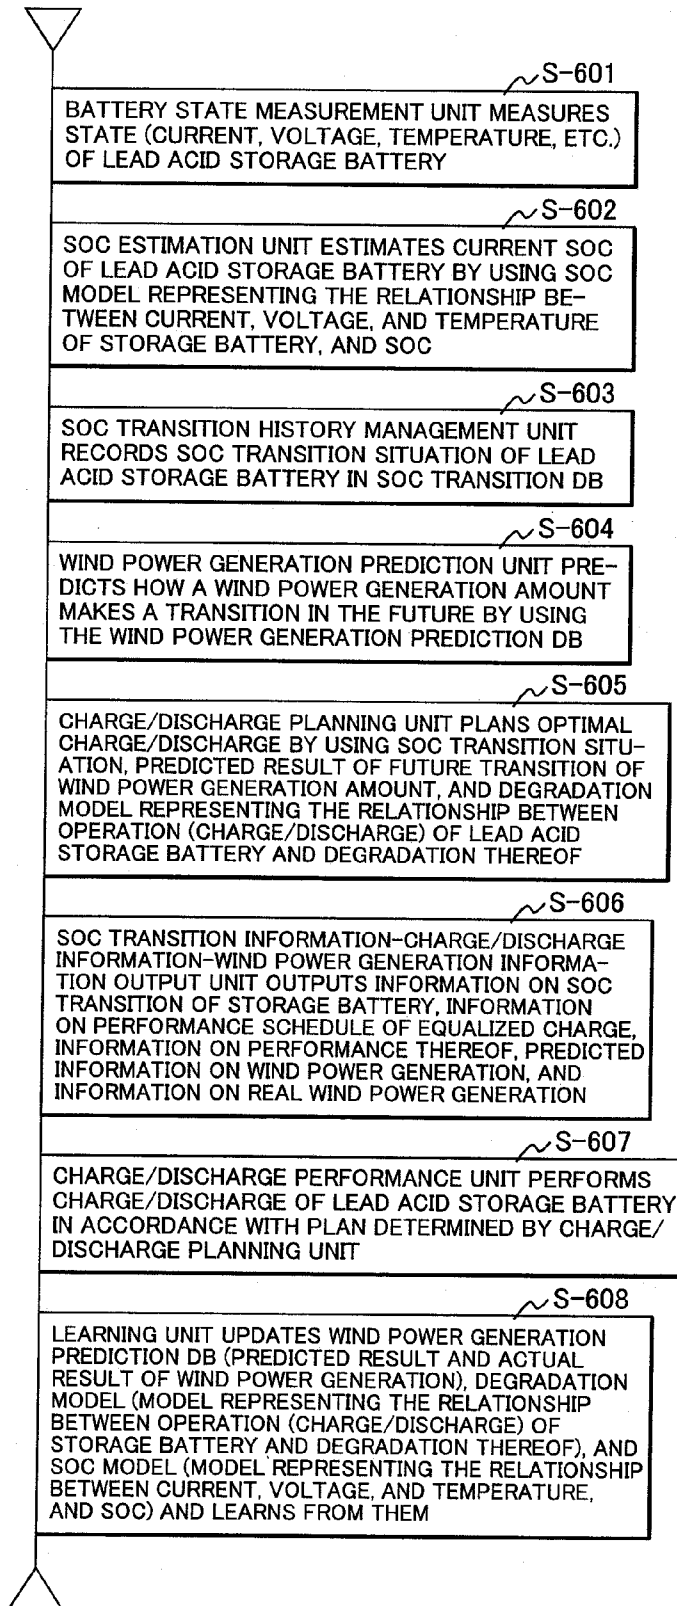 S-601
BATTERY STATE MEASUREMENT UNIT MEASURES
STATE (CURRENT, VOLTAGE, TEMPERATURE, ETC.)
OF LEAD ACID STORAGE BATTERY
S-602
SOC ESTIMATION UNIT ESTIMATES CURRENT SOC
OF LEAD ACID STORAGE BATTERY BY USING SOC
MODEL REPRESENTING THE RELATIONSHIP BE-
TWEEN CURRENT, VOLTAGE, AND TEMPERATURE
OF STORAGE BATTERY, AND SOC
S-603
SOC TRANSITION HISTORY MANAGEMENT UNIT
RECORDS SOC TRANSITION SITUATION OF LEAD
ACID STORAGE BATTERY IN SOC TRANSITION DB
S-604
WIND POWER GENERATION PREDICTION UNIT PRE-
DICTS HOW A WIND POWER GENERATION AMOUNT
MAKES A TRANSITION IN THE FUTURE BY USING
THE WIND POWER GENERATION PREDICTION DB
S-605
CHARGE/DISCHARGE PLANNING UNIT PLANS OPTIMAL
CHARGE/DISCHARGE BY USING SOC TRANSITION SITU-
ATION, PREDICTED RESULT OF FUTURE TRANSITION OF
WIND POWER GENERATION AMOUNT, AND DEGRADATION
MODEL REPRESENTING THE RELATIONSHIP BETWEEN
OPERATION (CHARGE/DISCHARGE) OF LEAD ACID
STORAGE BATTERY AND DEGRADATION THEREOF
S-606
SOC TRANSITION INFORMATION-CHARGE/DISCHARGE
INFORMATION-WIND POWER GENERATION INFORMA-
TION OUTPUT UNIT OUTPUTS INFORMATION ON SOC
TRANSITION OF STORAGE BATTERY, INFORMATION
ON PERFORMANCE SCHEDULE OF EQUALIZED CHARGE,
INFORMATION ON PERFORMANCE THEREOF, PREDICTED
INFORMATION ON WIND POWER GENERATION, AND
INFORMATION ON REAL WIND POWER GENERATION
S-607
CHARGE/DISCHARGE PERFORMANCE UNIT PERFORMS
CHARGE/DISCHARGE OF LEAD ACID STORAGE BATTERY
IN ACCORDANCE WITH PLAN DETERMINED BY CHARGE/
DISCHARGE PLANNING UNIT
S-608
LEARNING UNIT UPDATES WIND POWER GENERATION
PREDICTION DB (PREDICTED RESULT AND ACTUAL
RESULT OF WIND POWER GENERATION), DEGRADATION
MODEL (MODEL REPRESENTING THE RELATIONSHIP
BETWEEN OPERATION (CHARGE/DISCHARGE) OF
STORAGE BATTERY AND DEGRADATION THEREOF), AND
SOC MODEL (MODEL REPRESENTING THE RELATIONSHIP
BETWEEN CURRENT, VOLTAGE, AND TEMPERATURE,
AND SOC) AND LEARNS FROM THEM